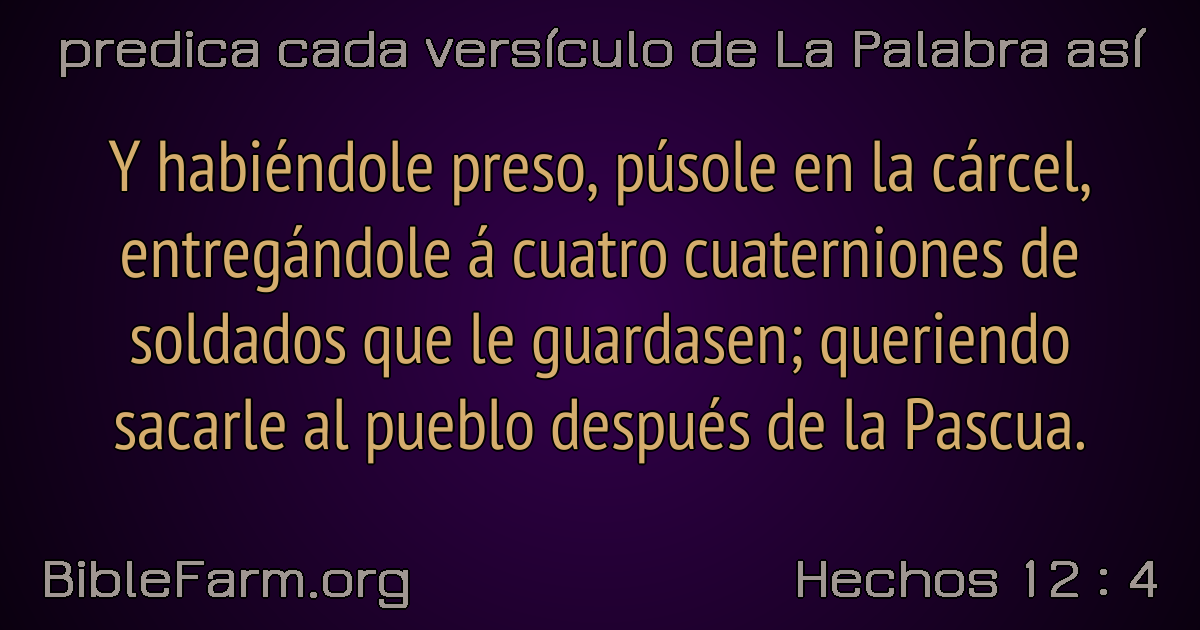 predica cada versículo de La Palabra así
Y habiéndole preso, púsole en la cárcel,
entregándole á cuatro cuaterniones de
soldados que le guardasen; queriendo
sacarle al pueblo después de la Pascua.
BibleFarm.org
Hechos 12 : 4